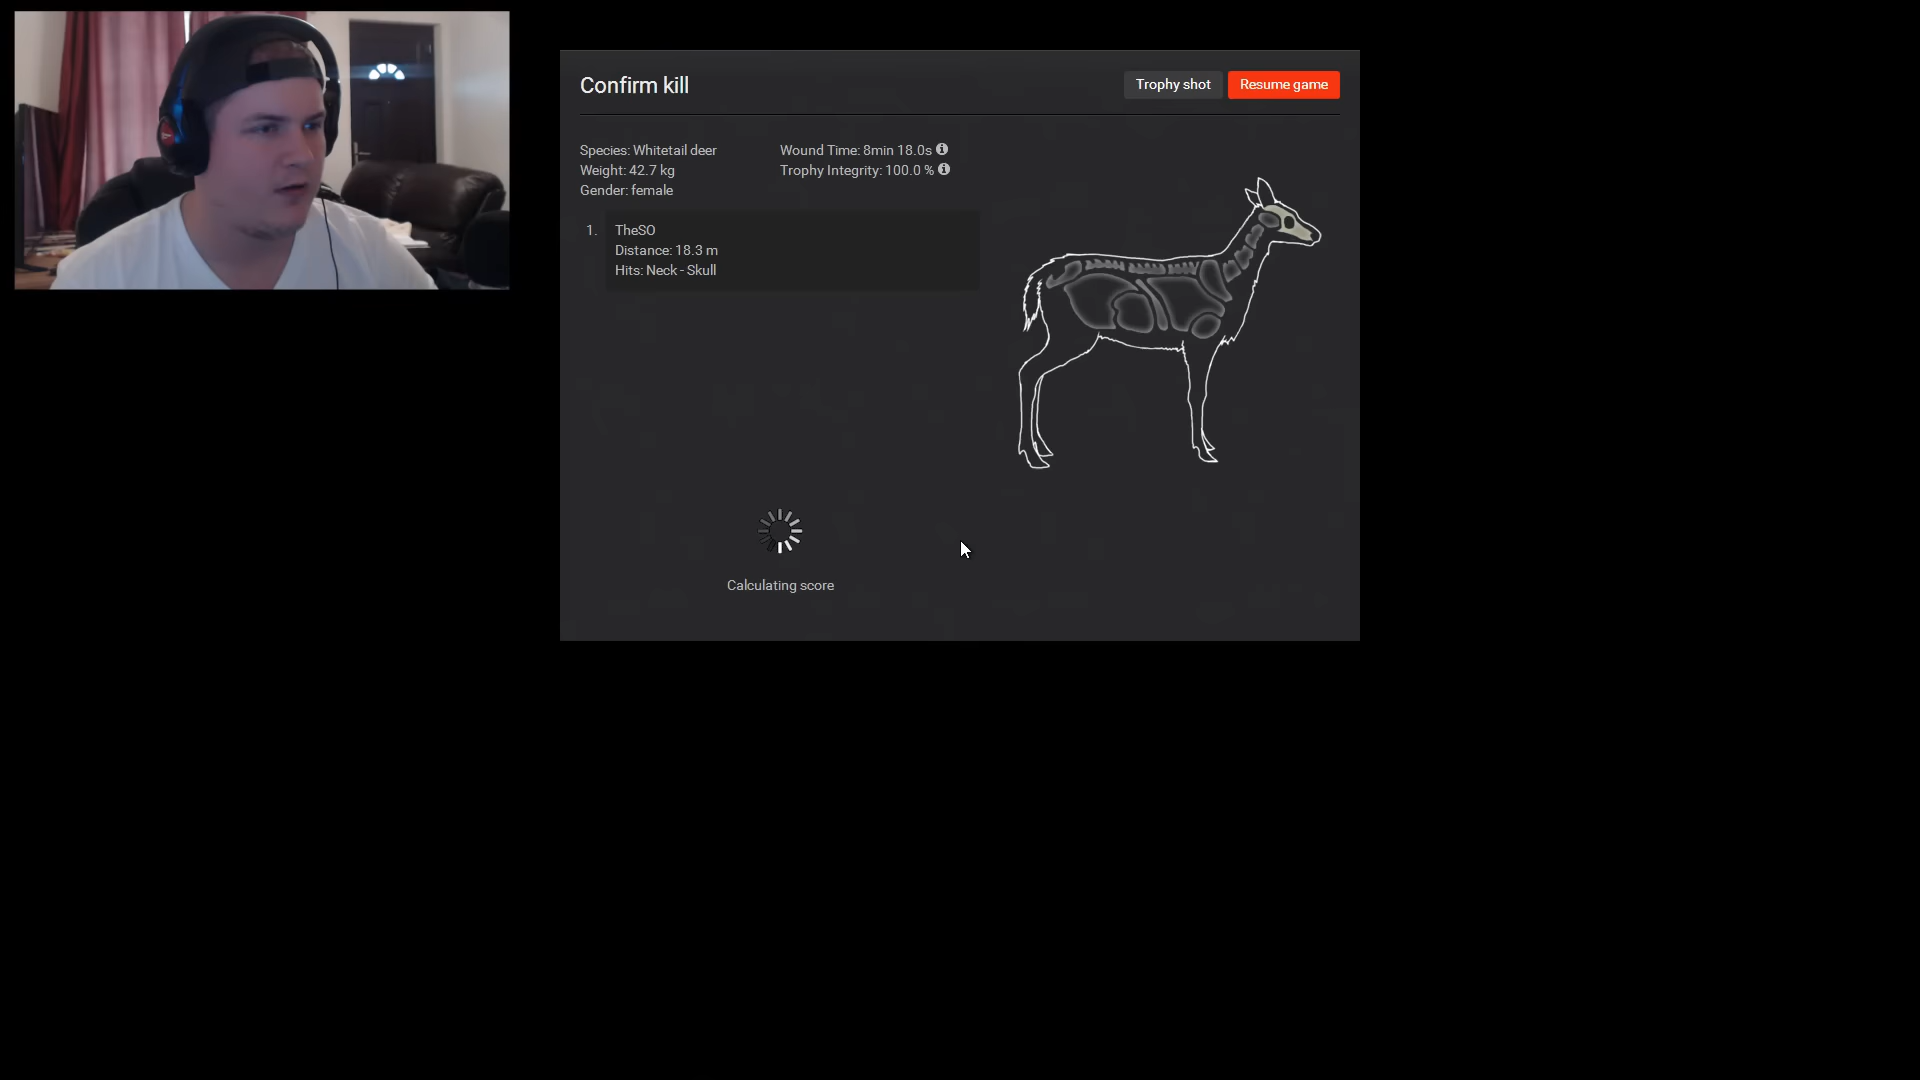 Confirm kill
Trophy shot
Resume game
Species: Whitetail deer
Weight: 42.7 kg
Gender: female
Wound Time: 8min 18.0s
Trophy Integrity: 100.0 %
1.
TheSO
Distance: 18.3 m
Hits: Neck - Skull
Calculating score